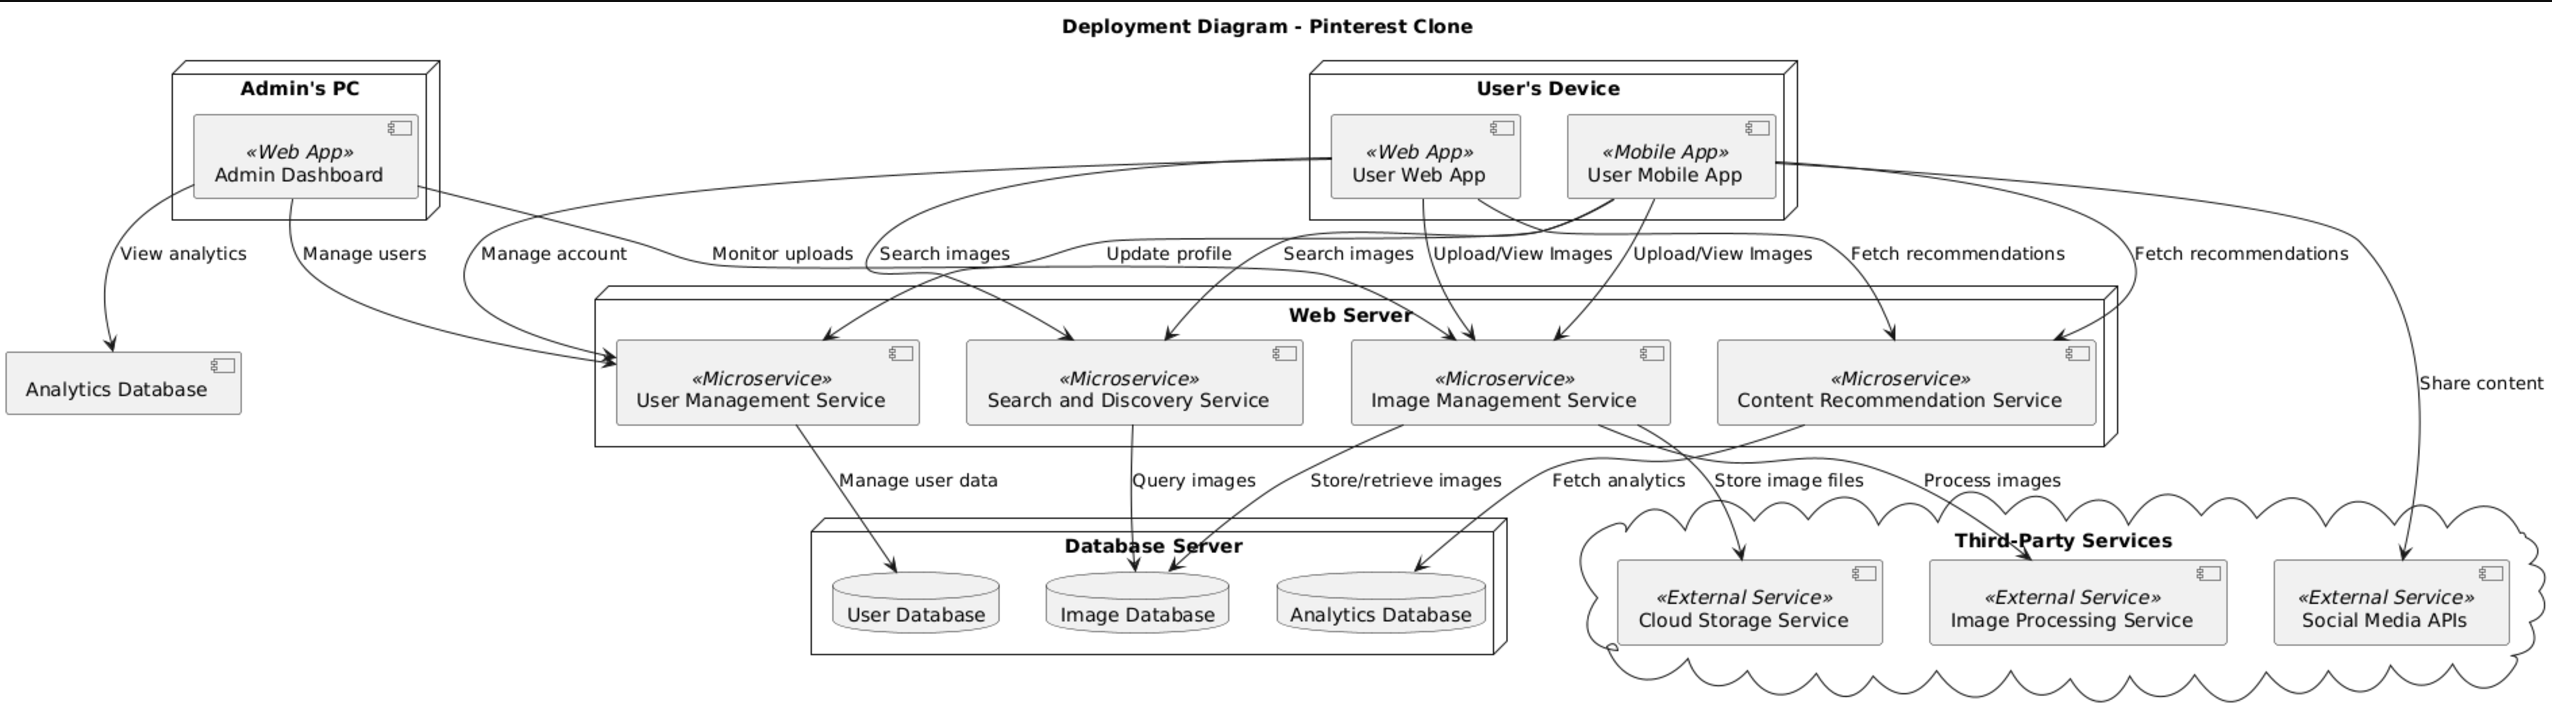 Deployment Diagram - Pinterest Clone
Admin's PC
«Web App»
Admin Dashboard
User's Device
«Web App»
User Web App
«Mobile App»
User Mobile App
View analytics
Manage users
Manage account
Monitor uploads
Search images
Update profile
Search images
Upload/View Images
Upload/View Images
Fetch recommendations
Fetch recommendations
Share content
Analytics Database
Web Server
«Microservice»
User Management Service
«Microservice»
Search and Discovery Service
«Microservice»
Image Management Service
«Microservice»
Content Recommendation Service
Manage user data
Query images
Store/retrieve images
Fetch analytics
Store image files
Process images
Database Server
User Database
Image Database
Analytics Database
Third-Party Services
«External Service»
Cloud Storage Service
«External Service»
Image Processing Service
«External Service»
Social Media APIs